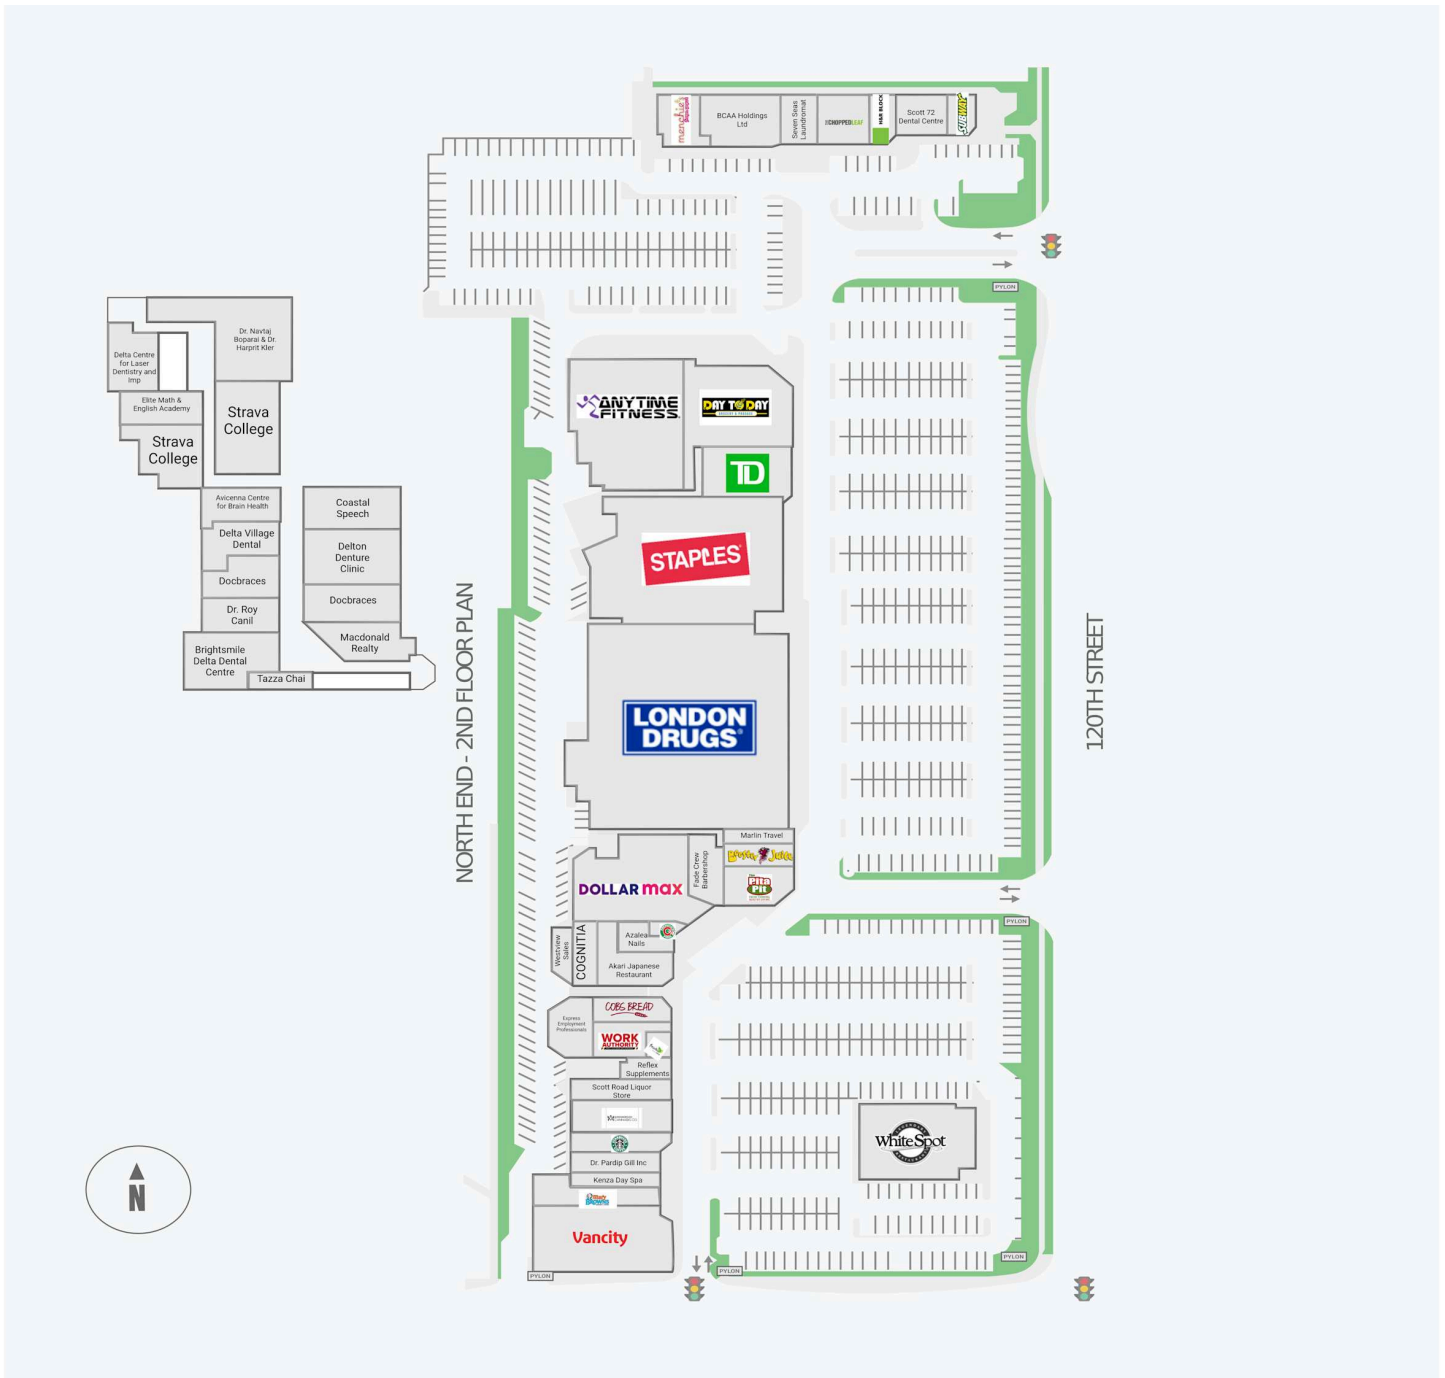 menchie's
BCAA Holdings
Ltd
Seven Seas
Laundromat
THE CHOPPED LEAF
H&R BLOCK
Scott 72
Dental Centre
SUBWAY
PYLON
Dr. Navtaj
Boparai & Dr.
Harprit Kler
Delta Centre
for Laser
Dentistry and
Imp
Elite Math &
English Academy
Strava
College
Strava
College
Avicenna Centre
for Brain Health
Delta Village
Dental
Docbraces
Dr. Roy
Canil
Brightsmile
Delta Dental
Centre
Tazza Chai
Coastal
Speech
Delton
Denture
Clinic
Docbraces
Macdonald
Realty
NORTH END - 2ND FLOOR PLAN
ANYTIME
FITNESS
DAY TO DAY
TD
STAPLES
LONDON
DRUGS
120TH STREET
Marlin Travel
Booster Juice
The
Pita
Pit
Fade Crew
Barbershop
DOLLAR max
Westview
Sales
COGNITIA
Azalea
Nails
Akari Japanese
Restaurant
PYLON
Express
Employment
Professionals
COBS BREAD
WORK
AUTHORITY
Reflex
Supplements
Scott Road Liquor
Store
Dr. Pardip Gill Inc
Kenza Day Spa
Vancity
White Spot
PYLON
PYLON
PYLON
N